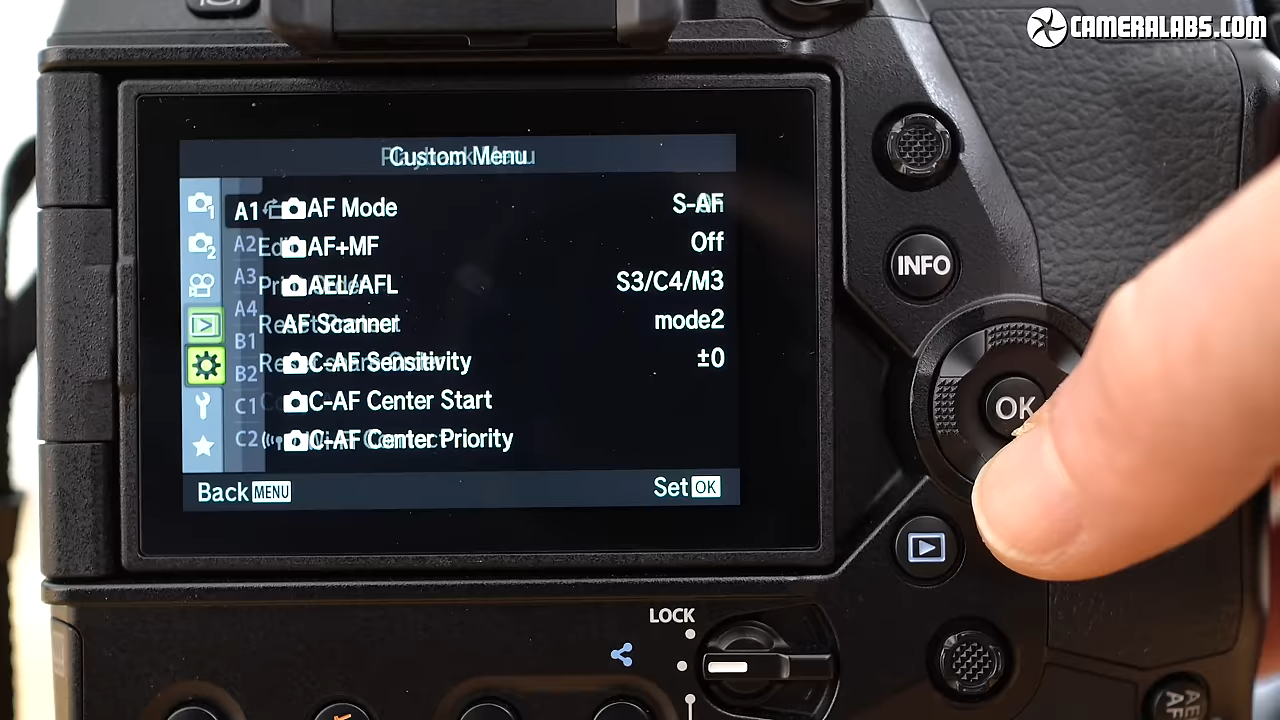 CAMERALABS.COM
Custom Menu
A1 AF Mode S-AF
A2 AF+MF Off
A3 AEL/AFL S3/C4/M3
A4
AF Scanner mode2
B1
B2 C-AF Sensitivity ±0
C1 C-AF Center Start
C2 C-AF Center Priority
Back MENU Set OK
INFO
OK
LOCK
AE
AF